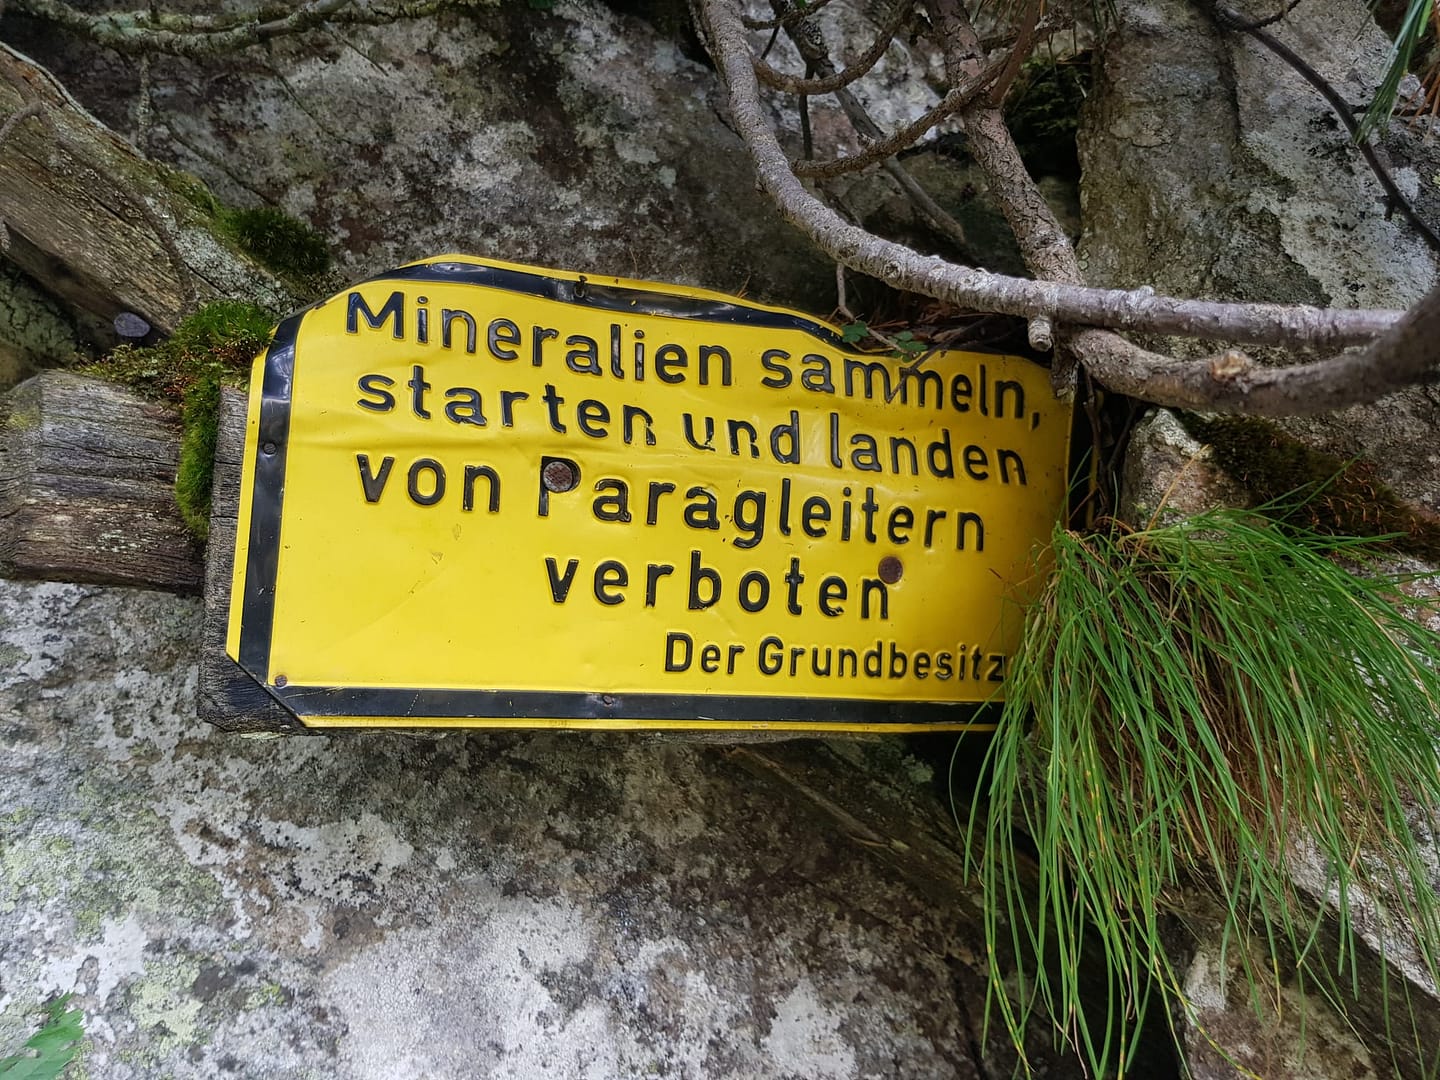 Mineralien sammeln,
starten und landen
von Paragleitern
verboten
Der Grundbesitz